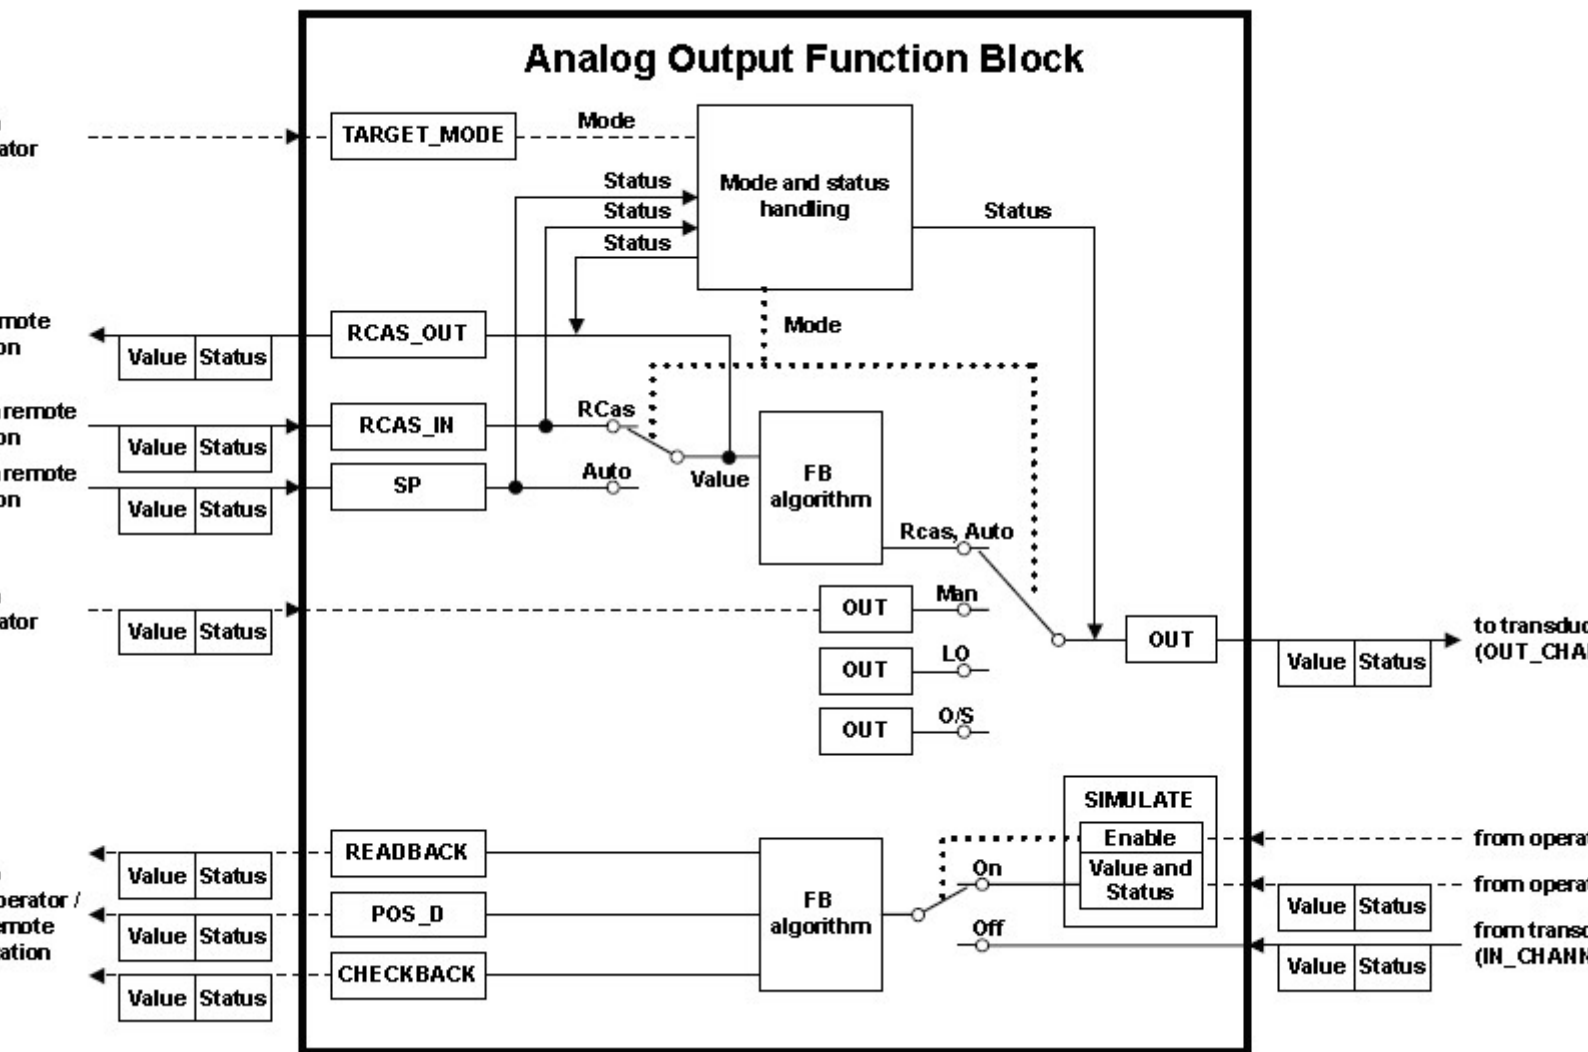 Analog Output Function Block
ator
TARGET_MODE
Mode
Status
Status
Status
Mode and status
handling
Status
mote
on
Value Status
RCAS_OUT
Mode
remote
on
Value Status
RCAS_IN
RCas
remote
on
Value Status
SP
Auto
Value
FB
algorithm
Rcas, Auto
ator
Value Status
OUT
Man
OUT
LO
OUT
O/S
OUT
Value Status
to transduc
(OUT_CHA
SIMULATE
Enable
Value and
Status
from operat
from operat
Value Status
from transd
(IN_CHANN
Value Status
On
Off
FB
algorithm
READBACK
Value Status
POS_D
Value Status
CHECKBACK
Value Status
perator /
emote
ation